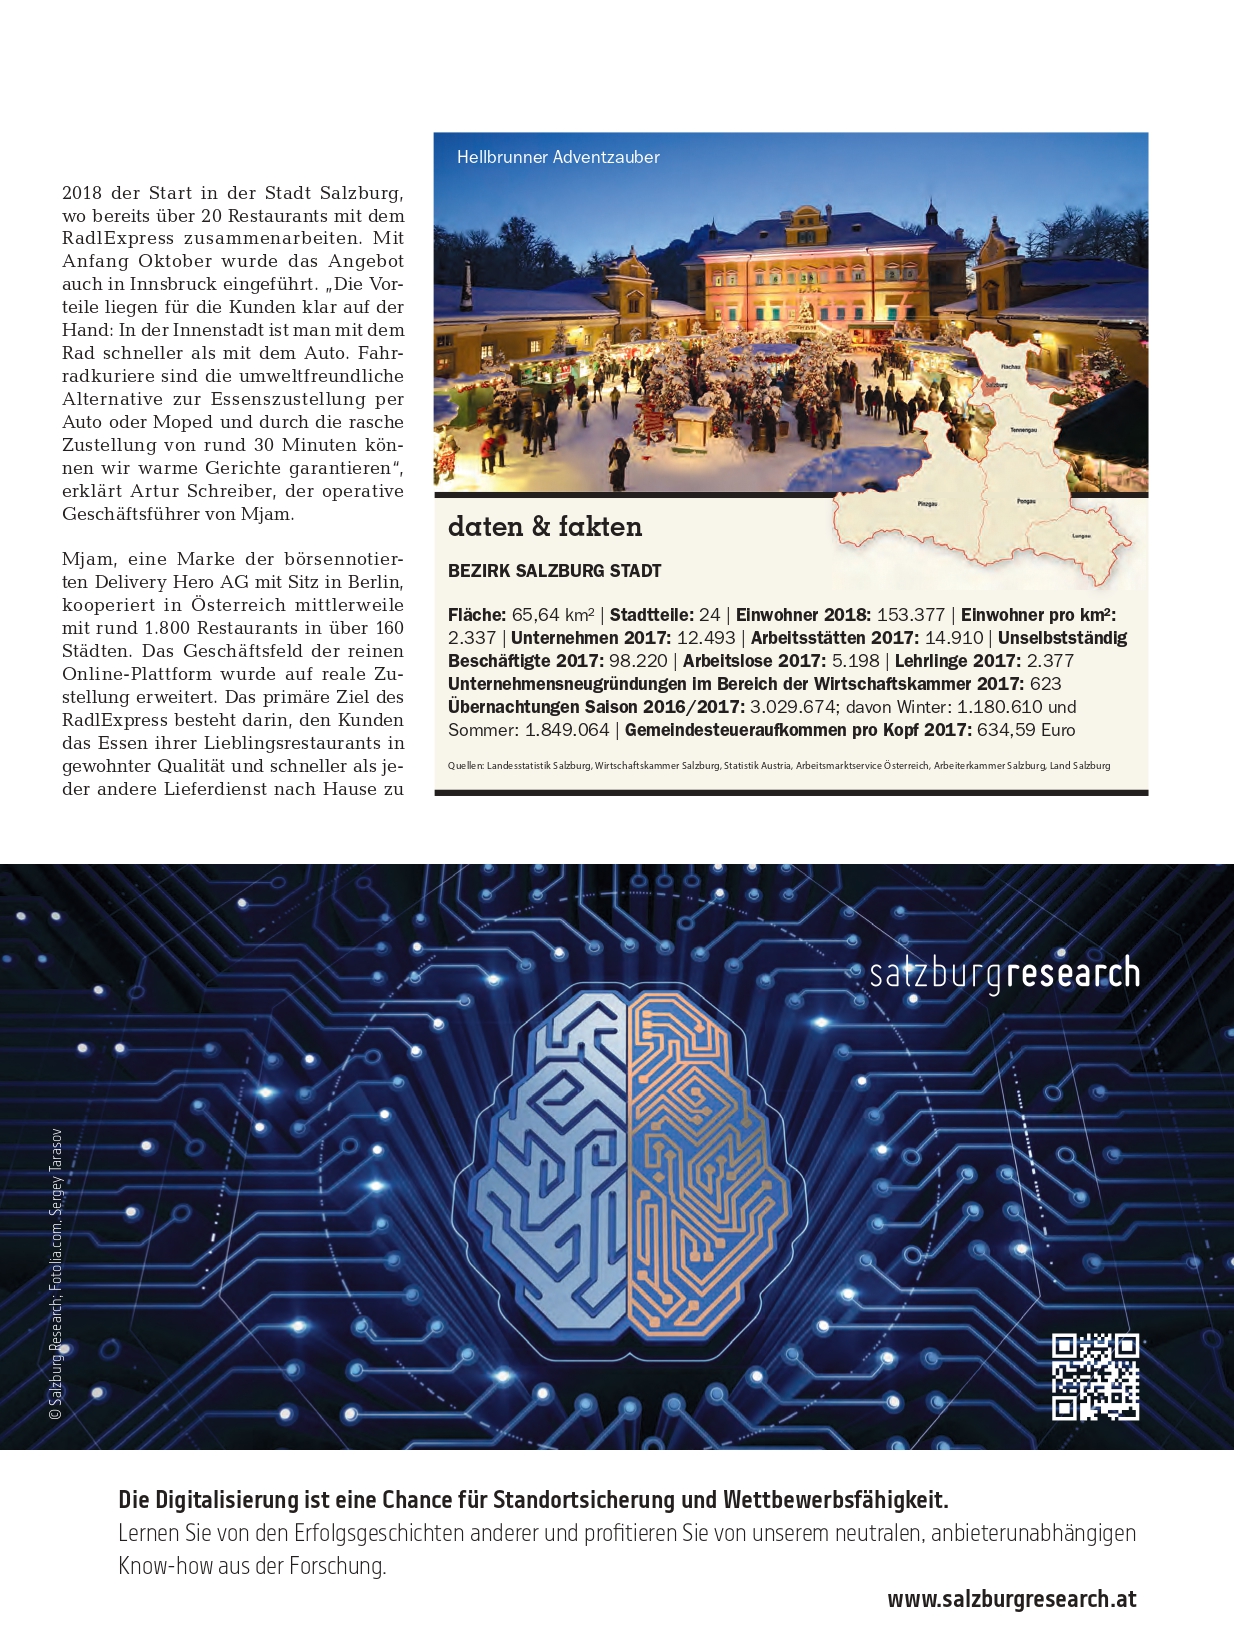 2018 der Start in der Stadt Salzburg,
wo bereits über 20 Restaurants mit dem
RadlExpress zusammenarbeiten. Mit
Anfang Oktober wurde das Angebot
auch in Innsbruck eingeführt. „Die Vor-
teile liegen für die Kunden klar auf der
Hand: In der Innenstadt ist man mit dem
Rad schneller als mit dem Auto. Fahr-
radkuriere sind die umweltfreundliche
Alternative zur Essenszustellung per
Auto oder Moped und durch die rasche
Zustellung von rund 30 Minuten kön-
nen wir warme Gerichte garantieren“,
erklärt Artur Schreiber, der operative
Geschäftsführer von Mjam.
Mjam, eine Marke der börsennotier-
ten Delivery Hero AG mit Sitz in Berlin,
kooperiert in Österreich mittlerweile
mit rund 1.800 Restaurants in über 160
Städten. Das Geschäftsfeld der reinen
Online-Plattform wurde auf reale Zu-
stellung erweitert. Das primäre Ziel des
RadlExpress besteht darin, den Kunden
das Essen ihrer Lieblingsrestaurants in
gewohnter Qualität und schneller als je-
der andere Lieferdienst nach Hause zu
Hellbrunner Adventzauber
Flachau
Salzburg
Tennengau
Pinzgau
Pongau
Lungau
daten & fakten
BEZIRK SALZBURG STADT
Fläche: 65,64 km² | Stadtteile: 24 | Einwohner 2018: 153.377 | Einwohner pro km²:
2.337 | Unternehmen 2017: 12.493 | Arbeitsstätten 2017: 14.910 | Unselbstständig
Beschäftigte 2017: 98.220 | Arbeitslose 2017: 5.198 | Lehrlinge 2017: 2.377
Unternehmensneugründungen im Bereich der Wirtschaftskammer 2017: 623
Übernachtungen Saison 2016/2017: 3.029.674; davon Winter: 1.180.610 und
Sommer: 1.849.064 | Gemeindesteueraufkommen pro Kopf 2017: 634,59 Euro
Quellen: Landesstatistik Salzburg, Wirtschaftskammer Salzburg, Statistik Austria, Arbeitsmarktservice Österreich, Arbeiterkammer Salzburg, Land Salzburg
salzburgresearch
© Salzburg Research; Fotolia.com, Sergey Tarasov
Die Digitalisierung ist eine Chance für Standortsicherung und Wettbewerbsfähigkeit.
Lernen Sie von den Erfolgsgeschichten anderer und profitieren Sie von unserem neutralen, anbieterunabhängigen
Know-how aus der Forschung.
www.salzburgresearch.at